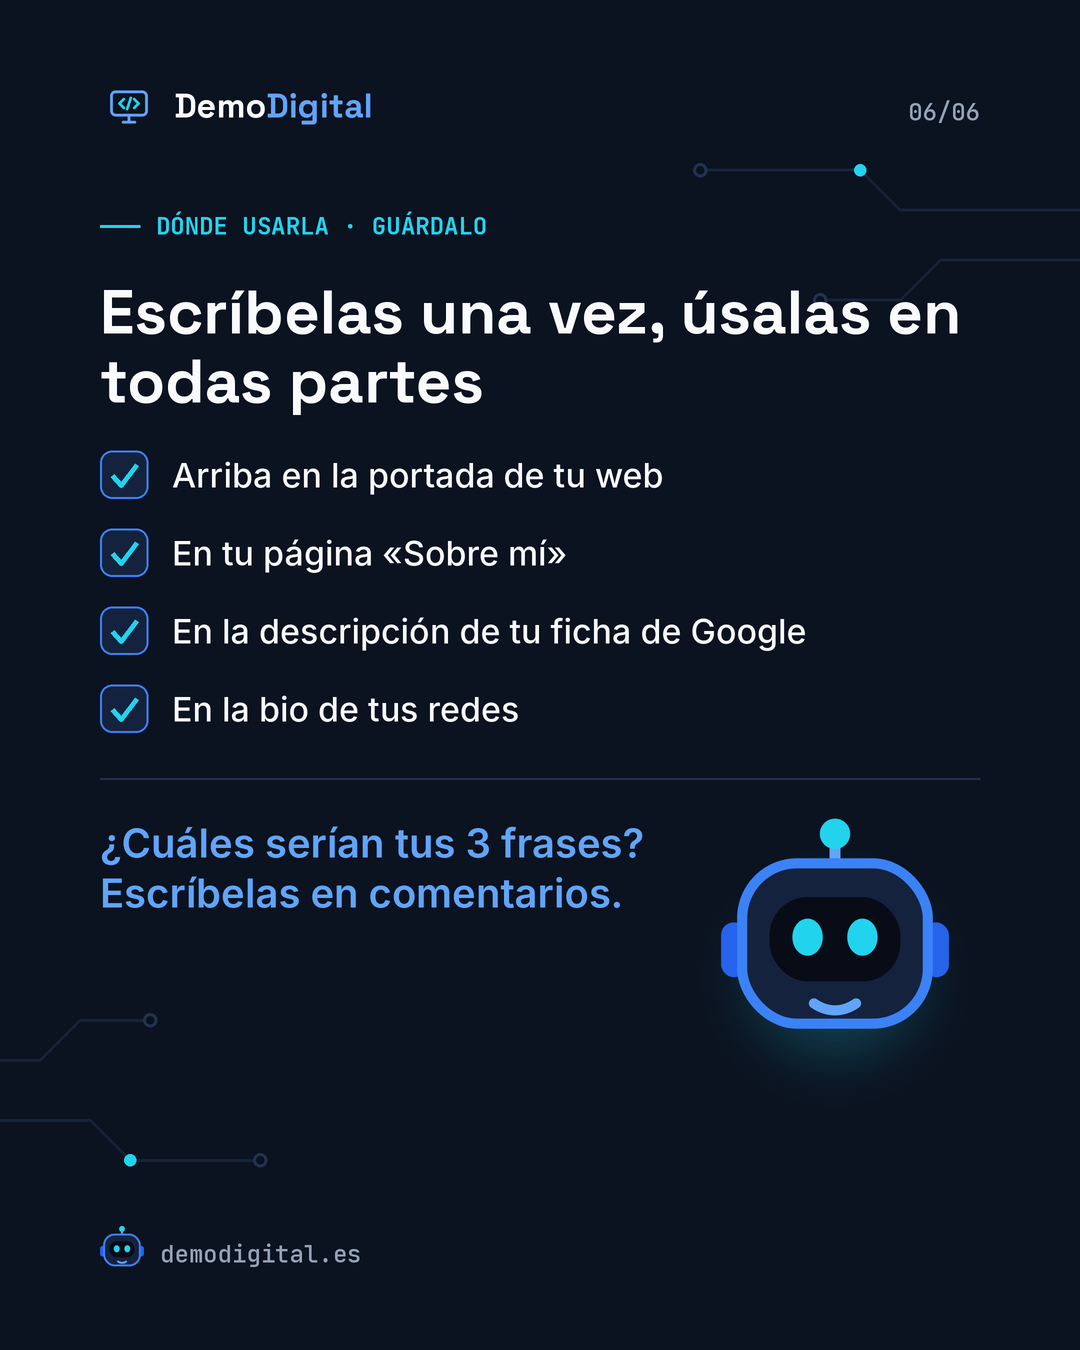 DemoDigital
06/06
DÓNDE USARLA · GUÁRDALO
Escríbelas una vez, úsalas en
todas partes
Arriba en la portada de tu web
En tu página «Sobre mí»
En la descripción de tu ficha de Google
En la bio de tus redes
¿Cuáles serían tus 3 frases?
Escríbelas en comentarios.
demodigital.es